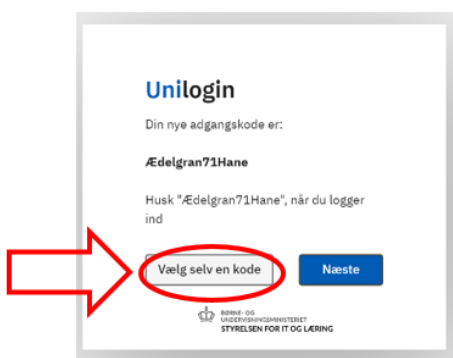 Unilogin
Din nye adgangskode er:
Ædelgran71Hane
Husk "Ædelgran71Hane", når du logger
ind
Vælg selv en kode
Næste
BØRNE- OG
UNDERVISNINGSMINISTERIET
STYRELSEN FOR IT OG LÆRING